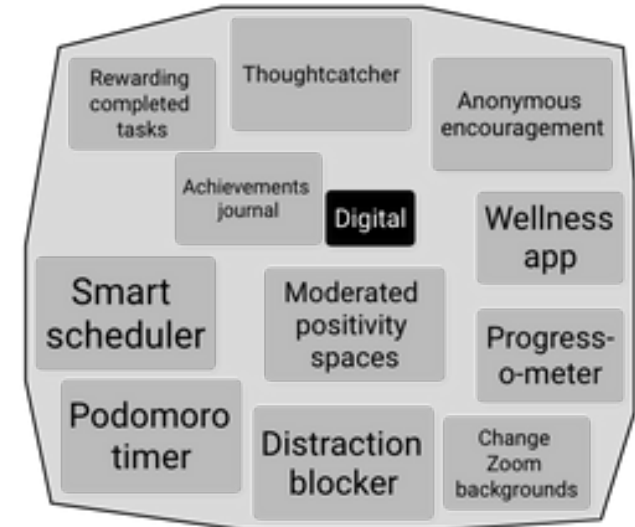 Rewarding
completed
tasks
Thoughtcatcher
Anonymous
encouragement
Achievements
journal
Digital
Wellness
app
Smart
scheduler
Moderated
positivity
spaces
Progress-
o-meter
Podomoro
timer
Distraction
blocker
Change
Zoom
backgrounds